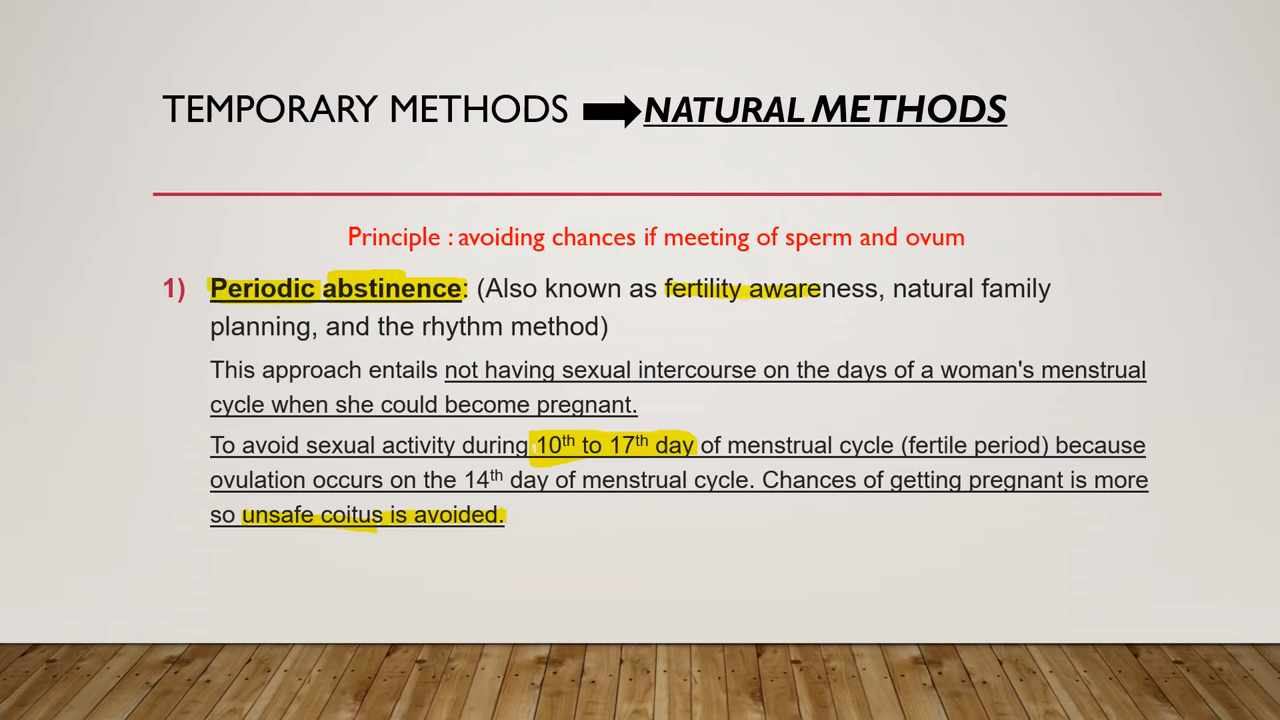 TEMPORARY METHODS NATURAL METHODS
Principle : avoiding chances if meeting of sperm and ovum
1) Periodic abstinence: (Also known as fertility awareness, natural family
planning, and the rhythm method)
This approach entails not having sexual intercourse on the days of a woman's menstrual
cycle when she could become pregnant.
To avoid sexual activity during 10th to 17th day of menstrual cycle (fertile period) because
ovulation occurs on the 14th day of menstrual cycle. Chances of getting pregnant is more
so unsafe coitus is avoided.